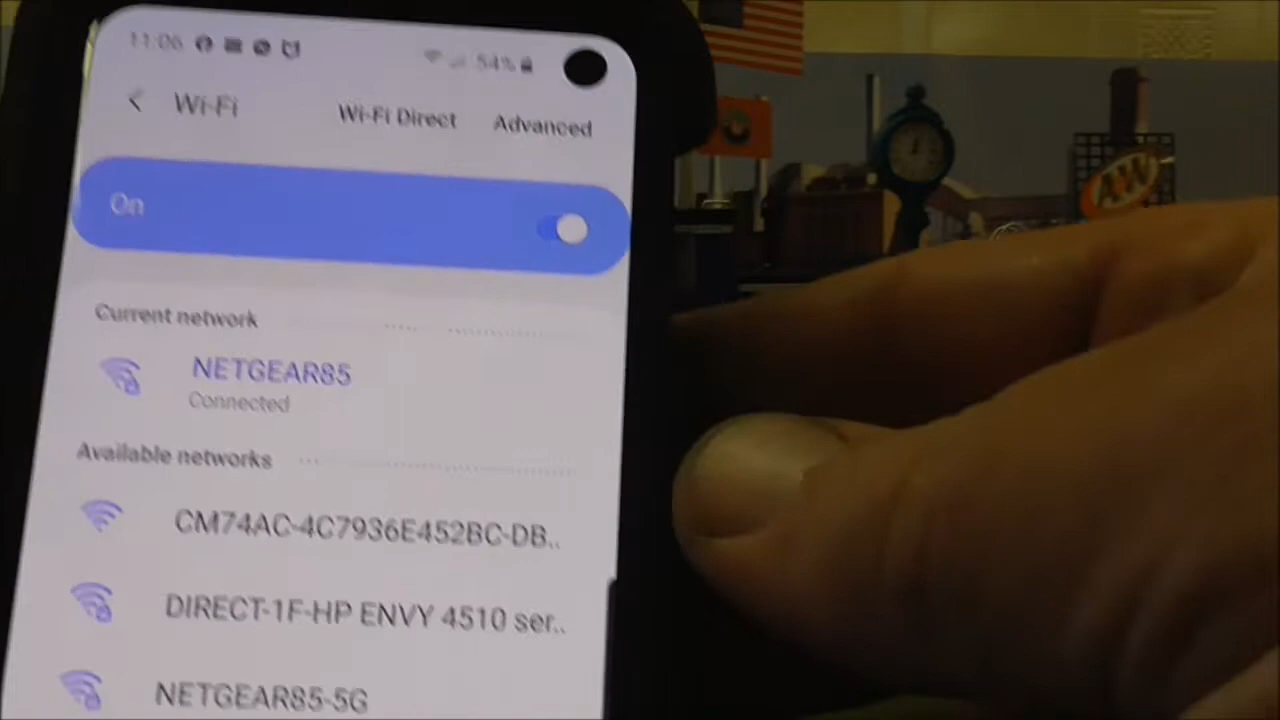 11:06
54%
Wi-Fi
Wi-Fi Direct
Advanced
On
Current network
NETGEAR85
Connected
Available networks
CM74AC-4C7936E452BC-DB..
DIRECT-1F-HP ENVY 4510 ser..
NETGEAR85-5G
A&W